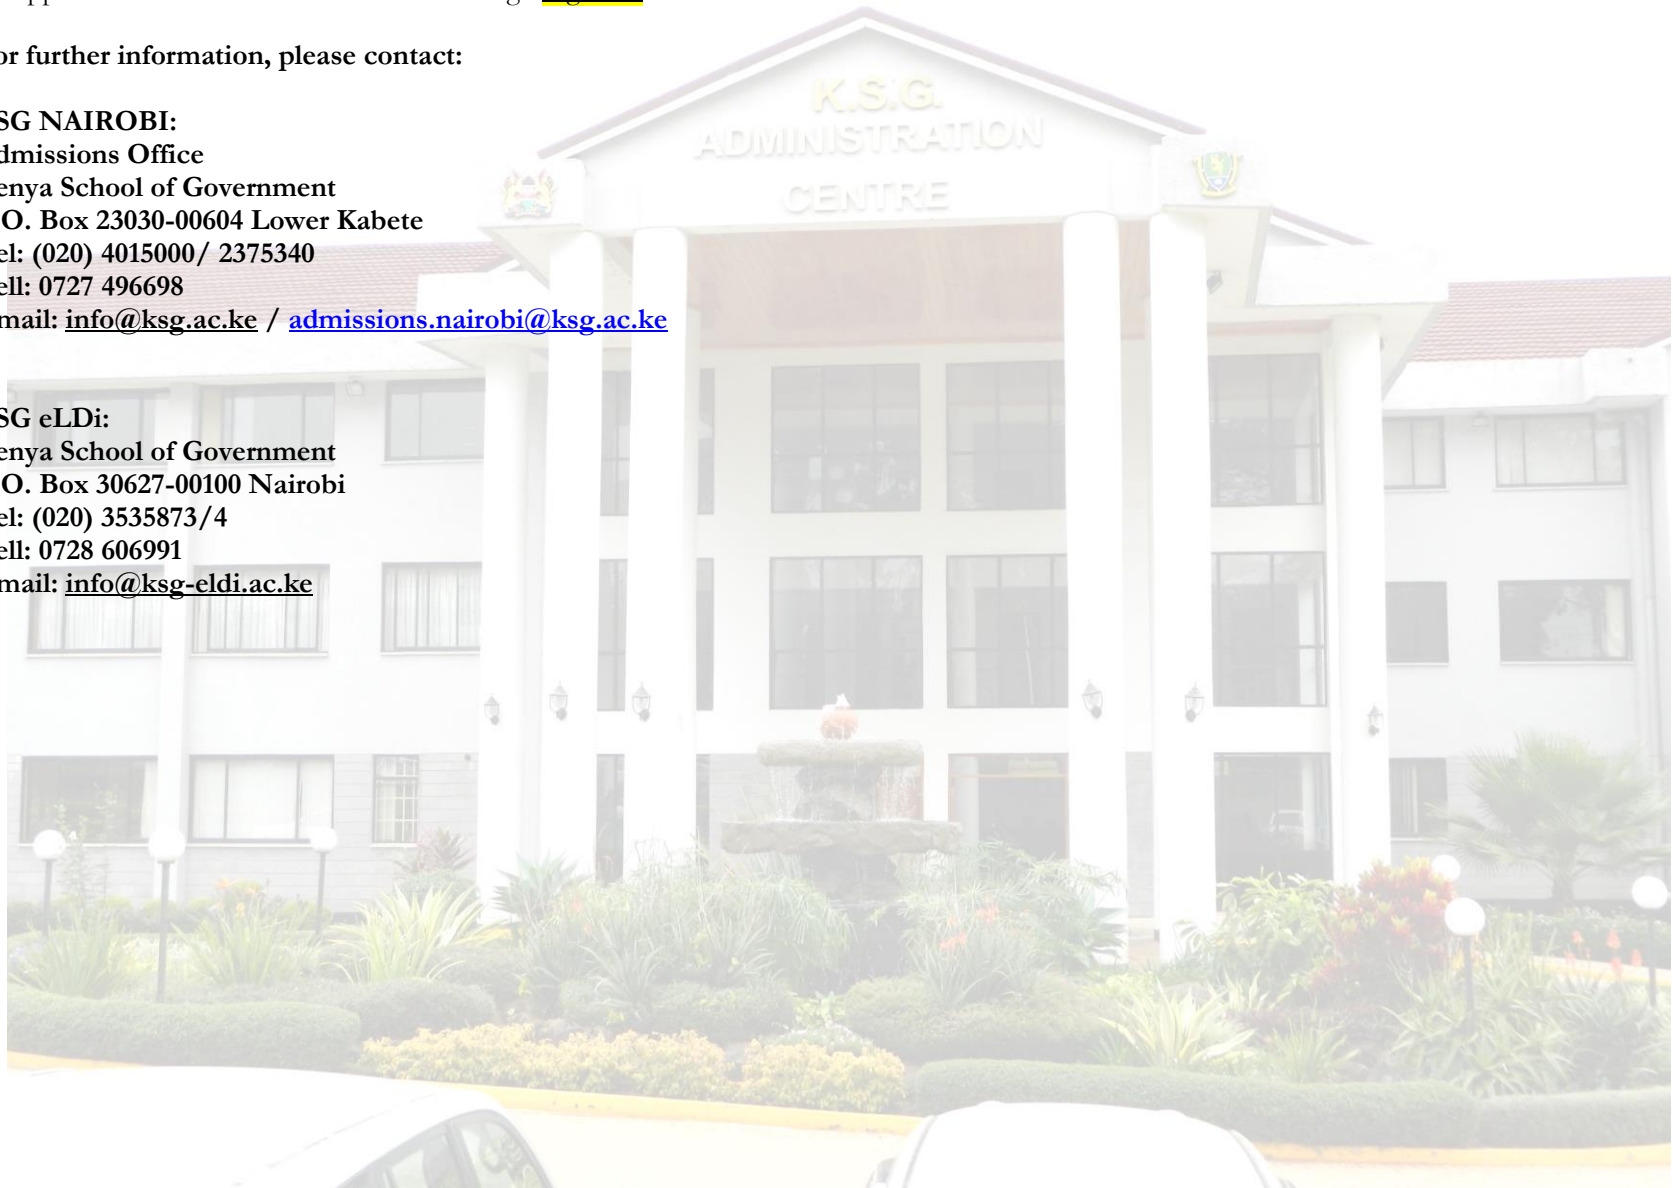 or further information, please contact:
SG NAIROBI:
dmissions Office
enya School of Government
O. Box 23030-00604 Lower Kabete
el: (020) 4015000/ 2375340
ell: 0727 496698
mail: info@ksg.ac.ke / admissions.nairobi@ksg.ac.ke
SG eLDi:
enya School of Government
O. Box 30627-00100 Nairobi
el: (020) 3535873/4
ell: 0728 606991
mail: info@ksg-eldi.ac.ke
K.S.G.
ADMINISTRATION
CENTRE